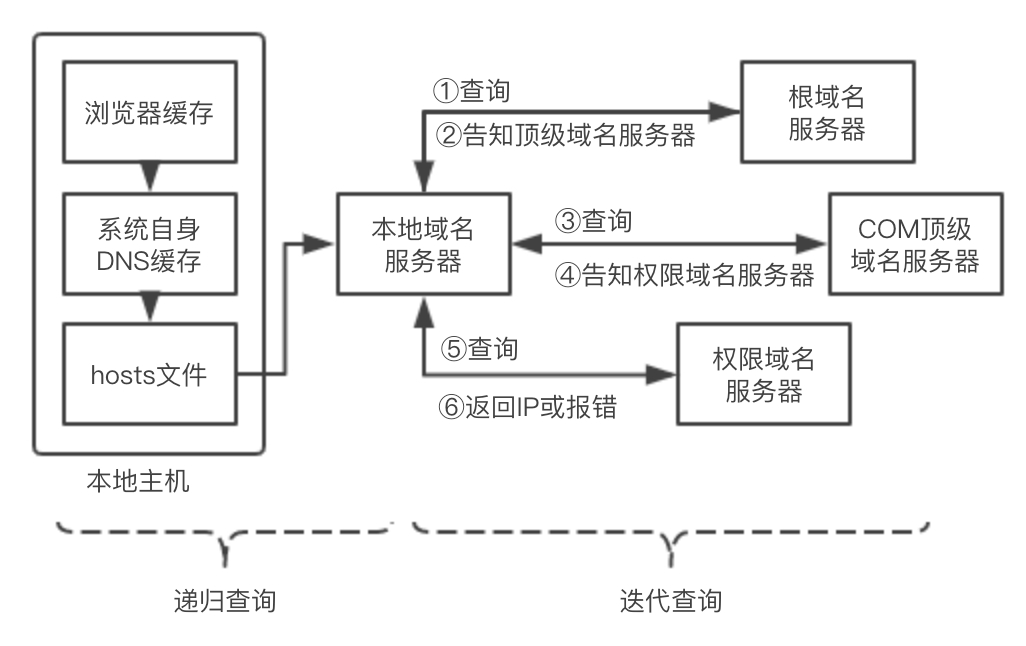 浏览器缓存
系统自身
DNS缓存
hosts文件
本地主机
本地域名
服务器
①查询
②告知顶级域名服务器
根域名
服务器
③查询
④告知权限域名服务器
COM顶级
域名服务器
⑤查询
⑥返回IP或报错
权限域名
服务器
递归查询
迭代查询